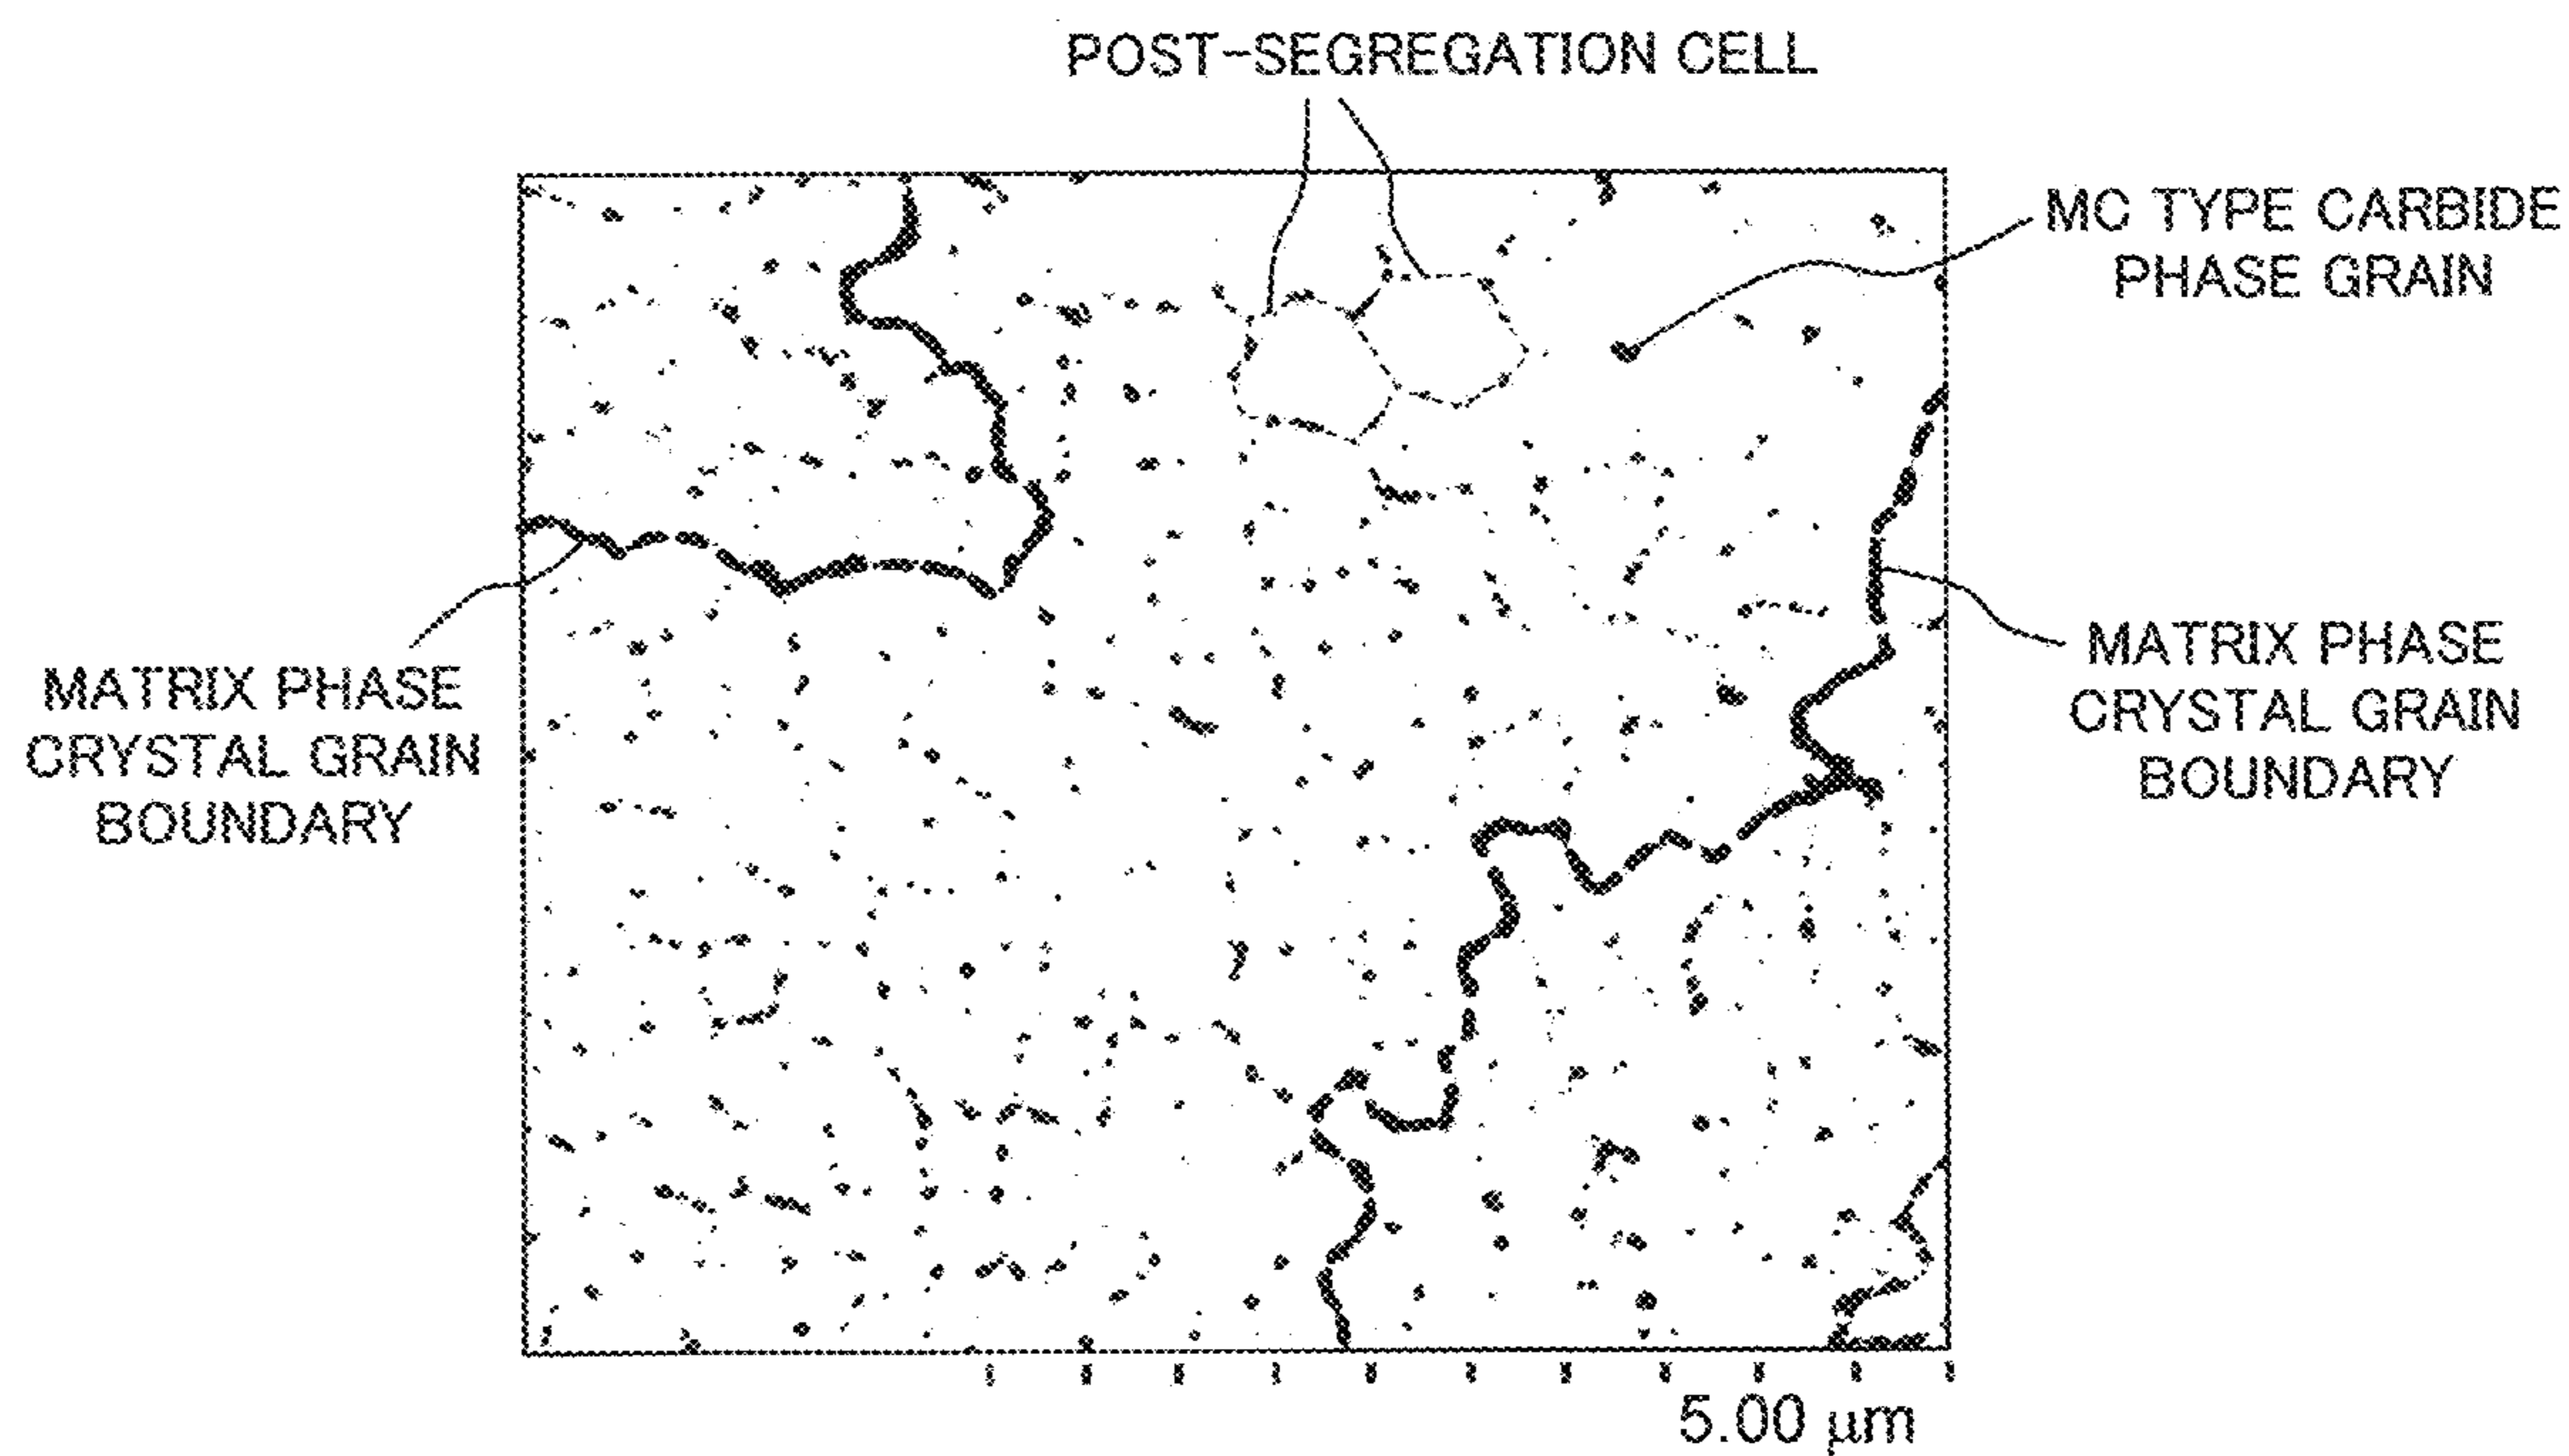 POST-SEGREGATION CELL
MC TYPE CARBIDE
PHASE GRAIN
MATRIX PHASE
CRYSTAL GRAIN
BOUNDARY
MATRIX PHASE
CRYSTAL GRAIN
BOUNDARY
5.00 μm